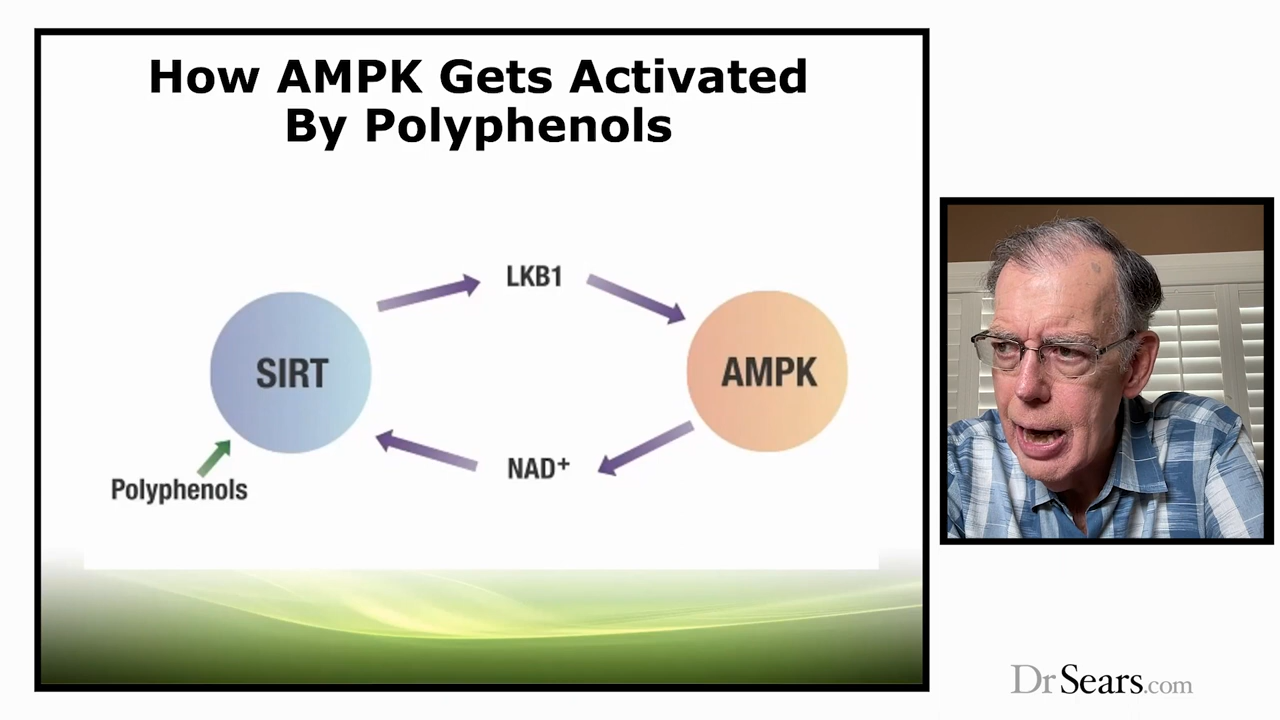 How AMPK Gets Activated
By Polyphenols
LKB1
SIRT
AMPK
NAD⁺
Polyphenols
DrSears.com